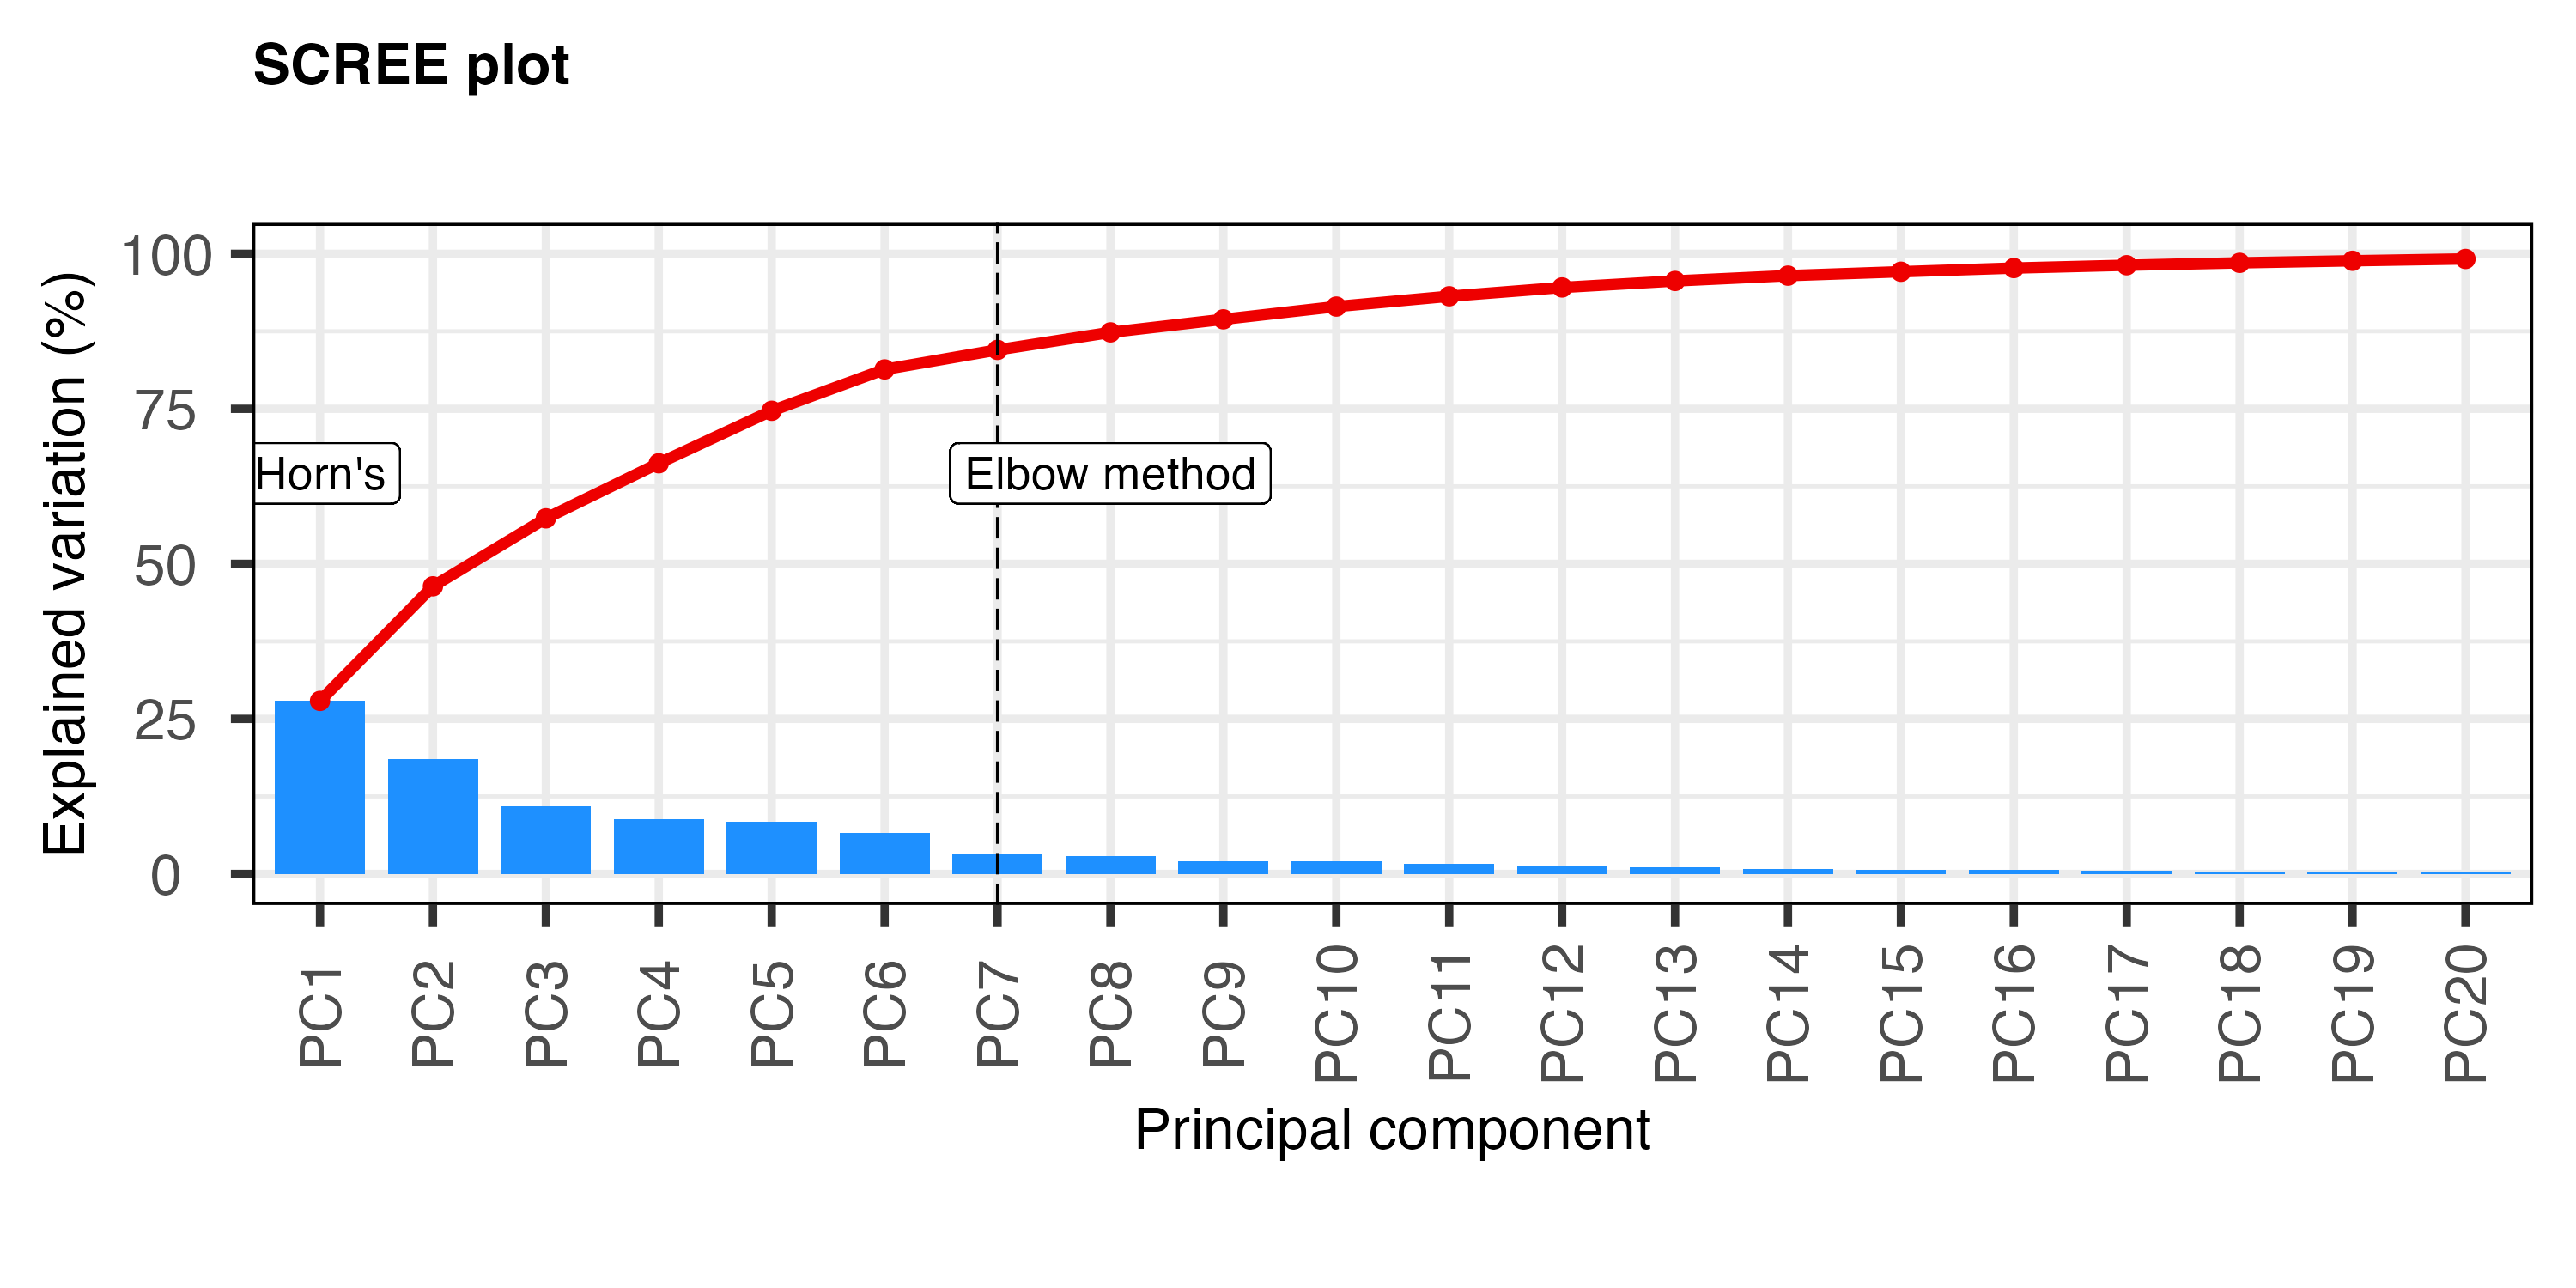 SCREE plot
Explained variation (%)
100
75
50
25
0
Horn's
Elbow method
PC1
PC2
PC3
PC4
PC5
PC6
PC7
PC8
PC9
PC10
PC11
PC12
PC13
PC14
PC15
PC16
PC17
PC18
PC19
PC20
Principal component